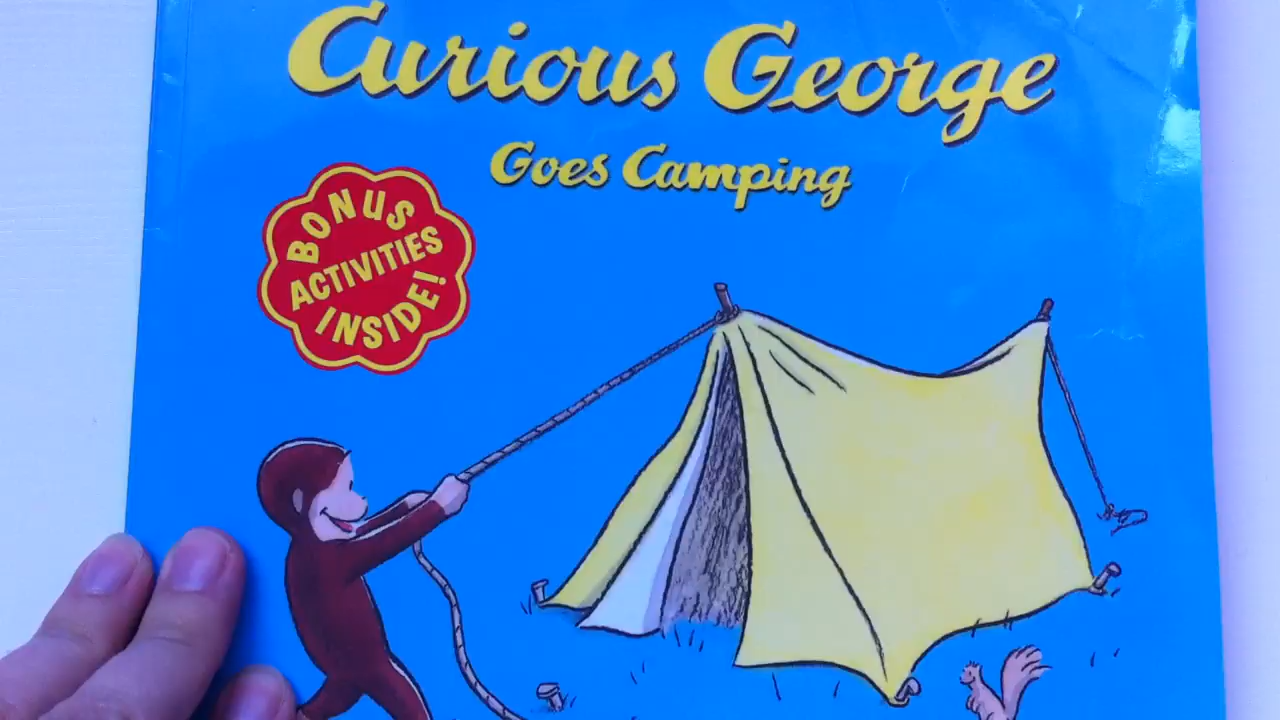 Curious George
Goes Camping
BONUS
ACTIVITIES
INSIDE!